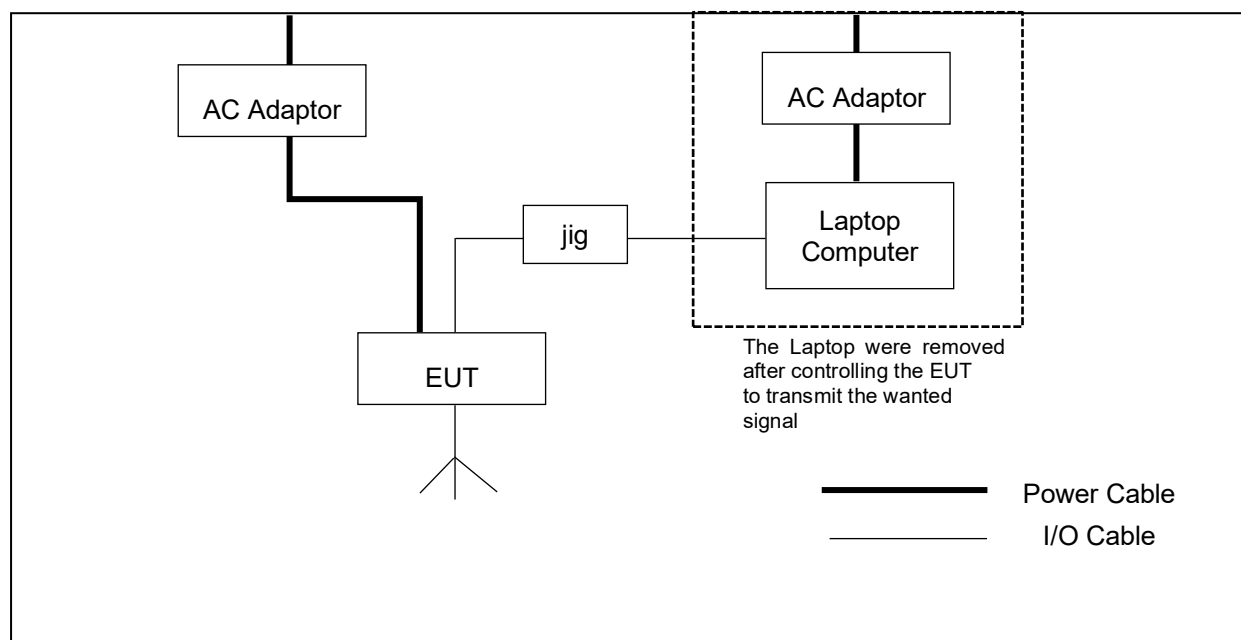 AC Adaptor
AC Adaptor
Laptop
Computer
jig
EUT
The Laptop were removed
after controlling the EUT
to transmit the wanted
signal
Power Cable
I/O Cable